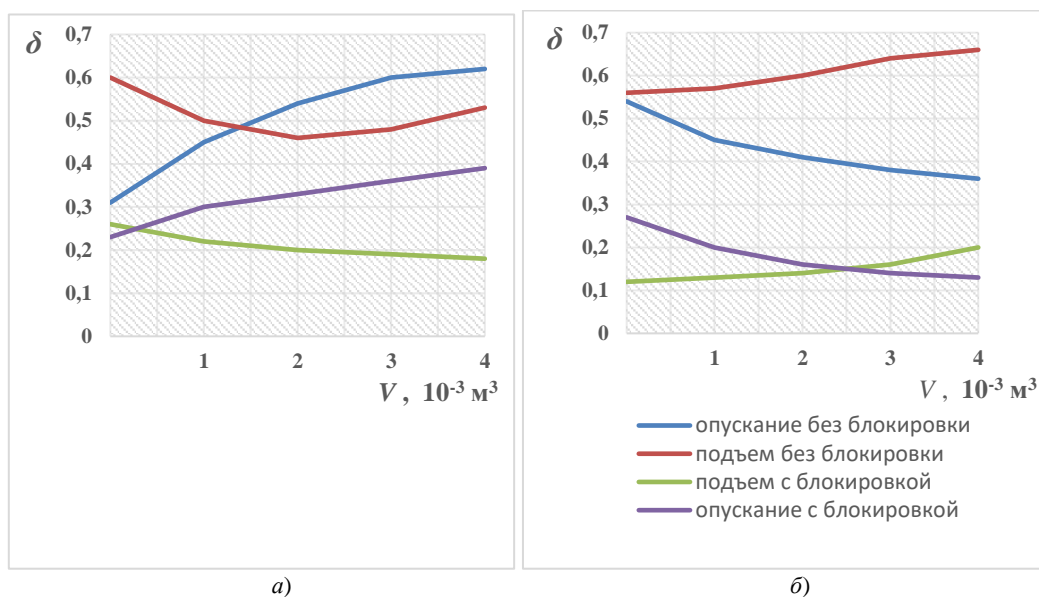 δ
0,7
0,6
0,5
0,4
0,3
0,2
0,1
0
1 2 3 4
V , 10⁻³ м³
а)
δ
0,7
0,6
0,5
0,4
0,3
0,2
0,1
0
1 2 3 4
V , 10⁻³ м³
опускание без блокировки
подъем без блокировки
подъем с блокировкой
опускание с блокировкой
б)